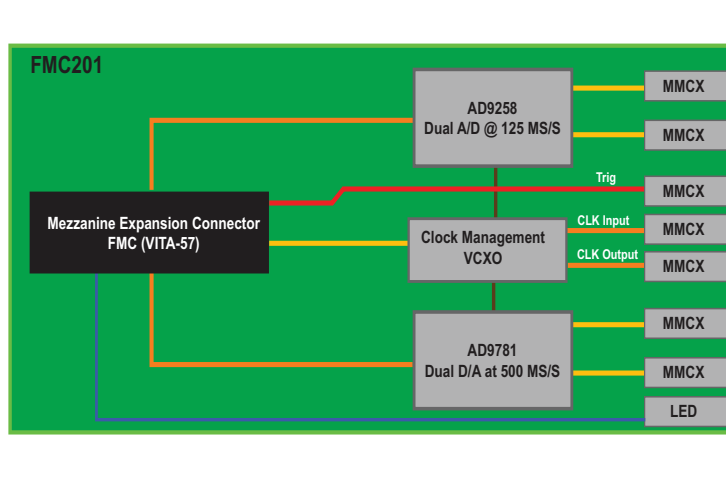 FMC201
AD9258
Dual A/D @ 125 MS/S
MMCX
MMCX
Trig
MMCX
Mezzanine Expansion Connector
FMC (VITA-57)
Clock Management
VCXO
CLK Input
MMCX
CLK Output
MMCX
AD9781
Dual D/A at 500 MS/S
MMCX
MMCX
LED